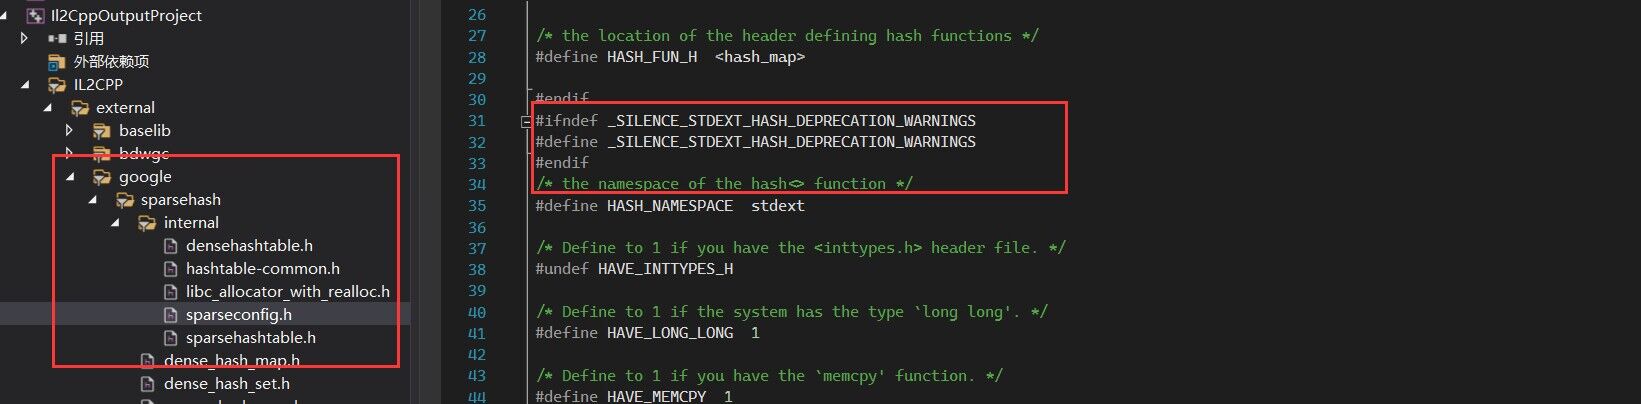 Il2CppOutputProject
引用
外部依赖项
IL2CPP
external
baselib
bdwgc
google
sparsehash
internal
densehashtable.h
hashtable-common.h
libc_allocator_with_realloc.h
sparseconfig.h
sparsehashtable.h
dense_hash_map.h
dense_hash_set.h
26
27 /* the location of the header defining hash functions */
28 #define HASH_FUN_H  <hash_map>
29
30 #endif
31 #ifndef _SILENCE_STDEXT_HASH_DEPRECATION_WARNINGS
32 #define _SILENCE_STDEXT_HASH_DEPRECATION_WARNINGS
33 #endif
34 /* the namespace of the hash<> function */
35 #define HASH_NAMESPACE  stdext
36
37 /* Define to 1 if you have the <inttypes.h> header file. */
38 #undef HAVE_INTTYPES_H
39
40 /* Define to 1 if the system has the type `long long'. */
41 #define HAVE_LONG_LONG  1
42
43 /* Define to 1 if you have the `memcpy' function. */
44 #define HAVE_MEMCPY  1